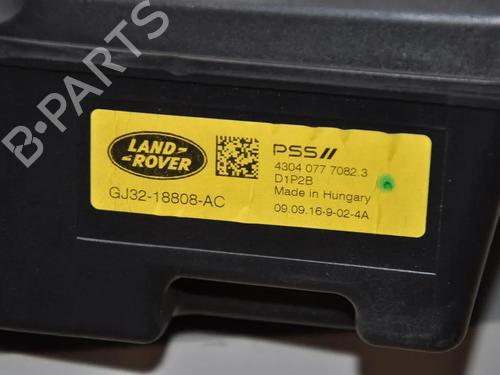 B-PARTS
LAND-
-ROVER
GJ32-18808-AC
PSS//
4304 077 7082.3
D1P2B
Made in Hungary
09.09.16-9-02-4A